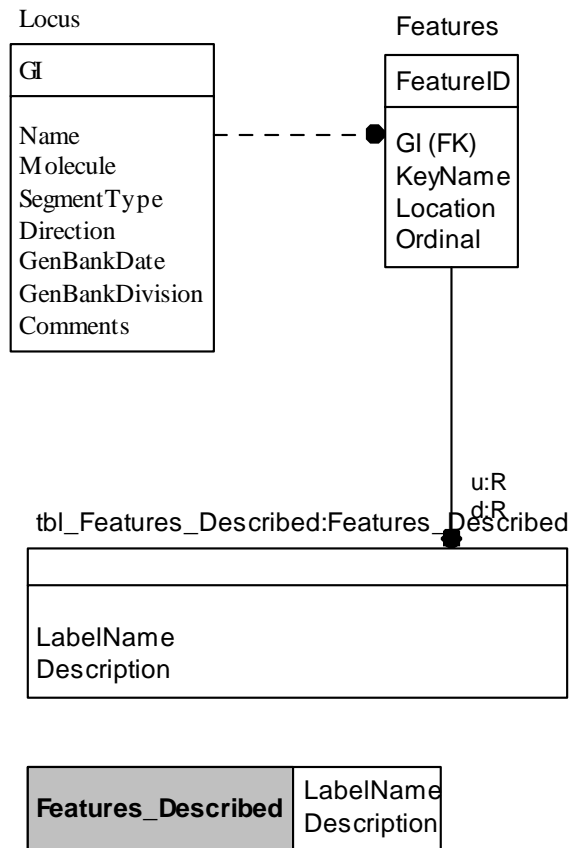 Locus
GI
Name
Molecule
SegmentType
Direction
GenBankDate
GenBankDivision
Comments
Features
FeatureID
GI (FK)
KeyName
Location
Ordinal
u:R
d:R
tbl_Features_Described:Features_Described
LabelName
Description
Features_Described
LabelName
Description